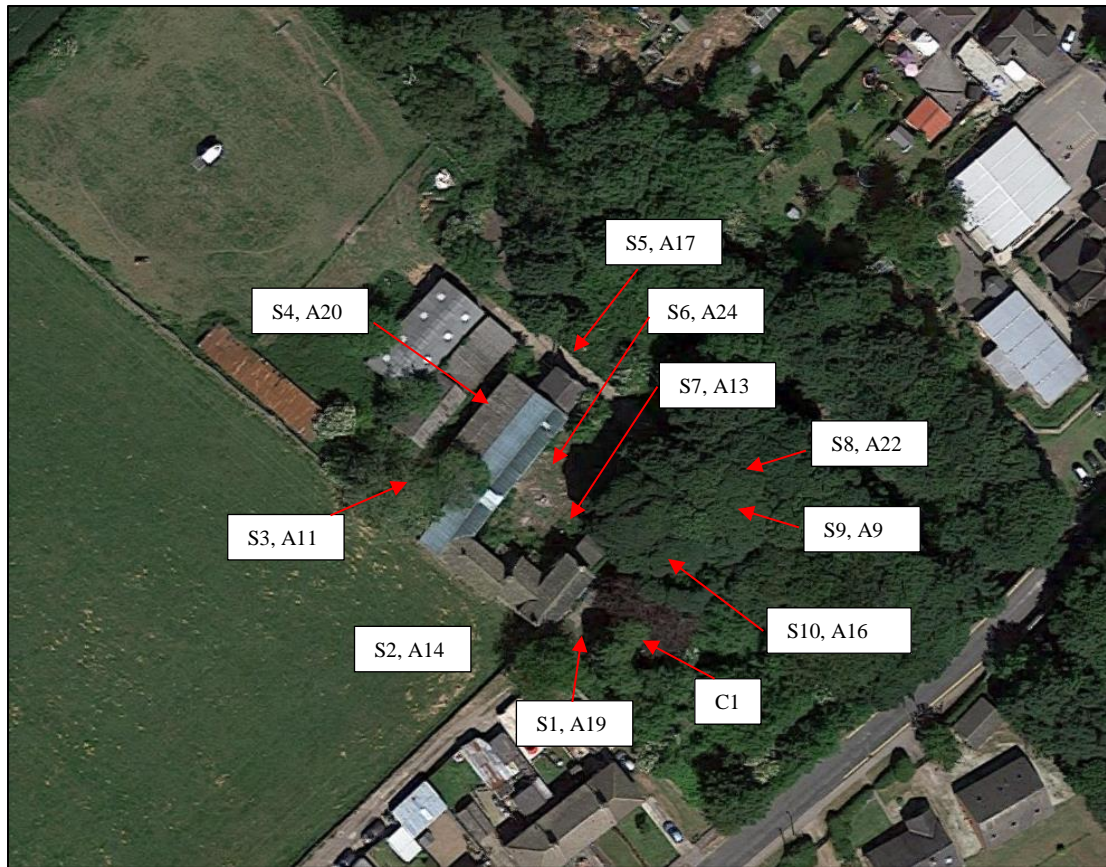 S5, A17
S4, A20
S6, A24
S7, A13
S8, A22
S3, A11
S9, A9
S10, A16
S2, A14
C1
S1, A19